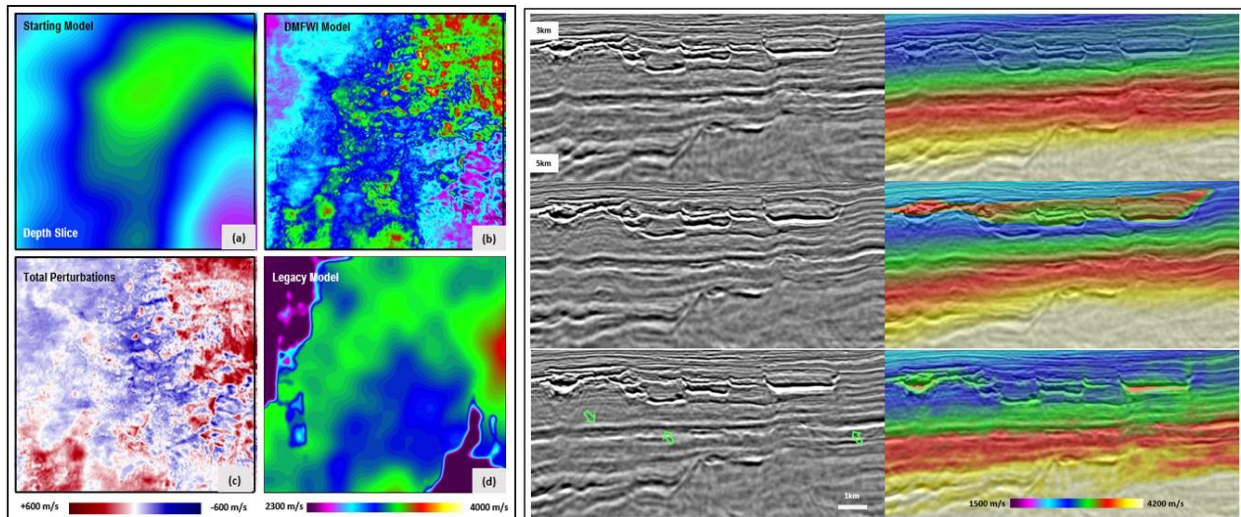 Starting Model
Depth Slice
(a)
DMFWI Model
(b)
Total Perturbations
(c)
+600 m/s
-600 m/s
Legacy Model
(d)
2300 m/s
4000 m/s
3km
5km
1km
1500 m/s
4200 m/s